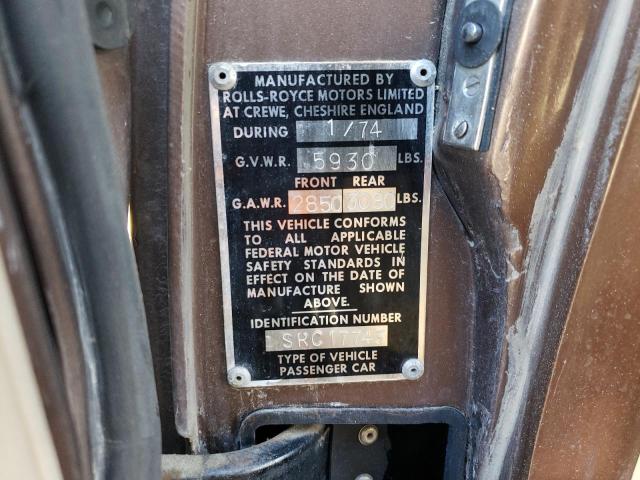 MANUFACTURED BY
ROLLS-ROYCE MOTORS LIMITED
AT CREWE, CHESHIRE ENGLAND
DURING 1/74
G.V.W.R. 5930 LBS.
FRONT REAR
G.A.W.R. 2850 3080 LBS.
THIS VEHICLE CONFORMS
TO ALL APPLICABLE
FEDERAL MOTOR VEHICLE
SAFETY STANDARDS IN
EFFECT ON THE DATE OF
MANUFACTURE SHOWN
ABOVE.
IDENTIFICATION NUMBER
TYPE OF VEHICLE
PASSENGER CAR